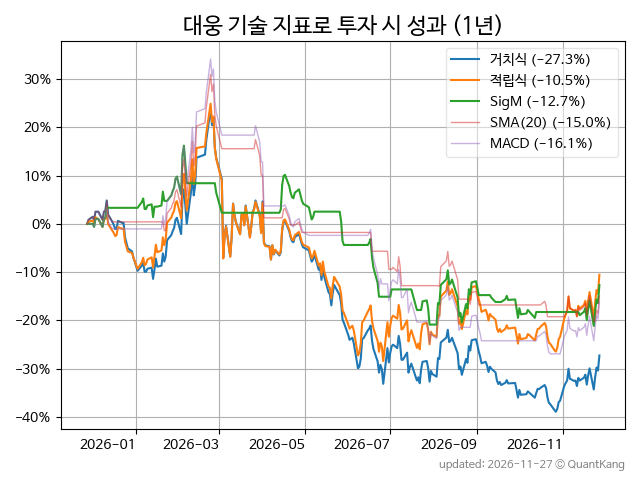 대웅 기술 지표로 투자 시 성과 (1년)
거치식 (−27.3%)
적립식 (−10.5%)
SigM (−12.7%)
SMA(20) (−15.0%)
MACD (−16.1%)
30%
20%
10%
0%
−10%
−20%
−30%
−40%
2026-01 2026-03 2026-05 2026-07 2026-09 2026-11
updated: 2026-11-27 © QuantKang